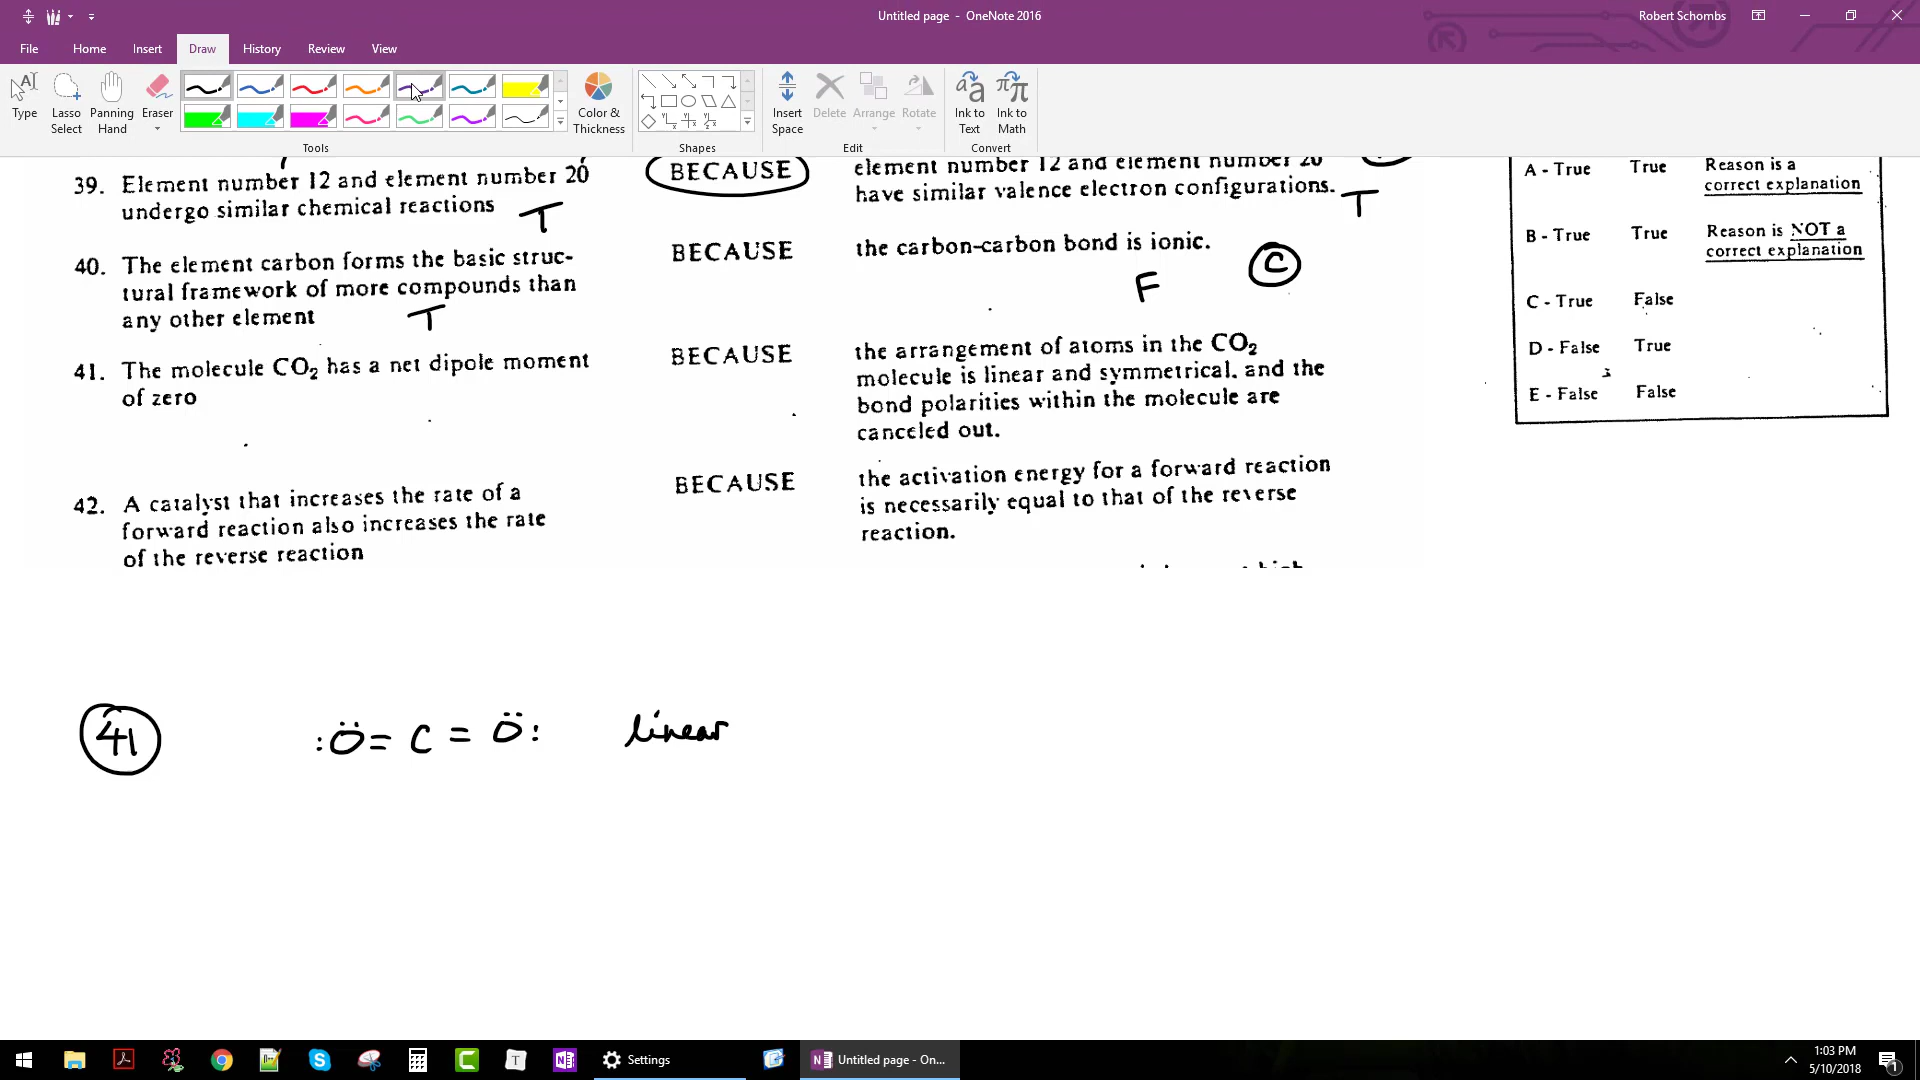 Untitled page - OneNote 2016
Robert Schombs
File Home Insert Draw History Review View
Type
Lasso Select
Panning Hand
Eraser
Color & Thickness
Insert Space
Delete
Arrange
Rotate
Ink to Text
Ink to Math
Tools
Shapes
Edit
Convert
39. Element number 12 and element number 20
undergo similar chemical reactions T
BECAUSE
element number 12 and element number 20
have similar valence electron configurations. T
40. The element carbon forms the basic struc-
tural framework of more compounds than
any other element T
BECAUSE
the carbon-carbon bond is ionic.
F C
41. The molecule CO₂ has a net dipole moment
of zero
BECAUSE
the arrangement of atoms in the CO₂
molecule is linear and symmetrical, and the
bond polarities within the molecule are
canceled out.
42. A catalyst that increases the rate of a
forward reaction also increases the rate
of the reverse reaction
BECAUSE
the activation energy for a forward reaction
is necessarily equal to that of the reverse
reaction.
A - True True Reason is a
correct explanation
B - True True Reason is NOT a
correct explanation
C - True False
D - False True
E - False False
41 :Ö = C = Ö: linear
Settings
Untitled page - On...
1:03 PM
5/10/2018